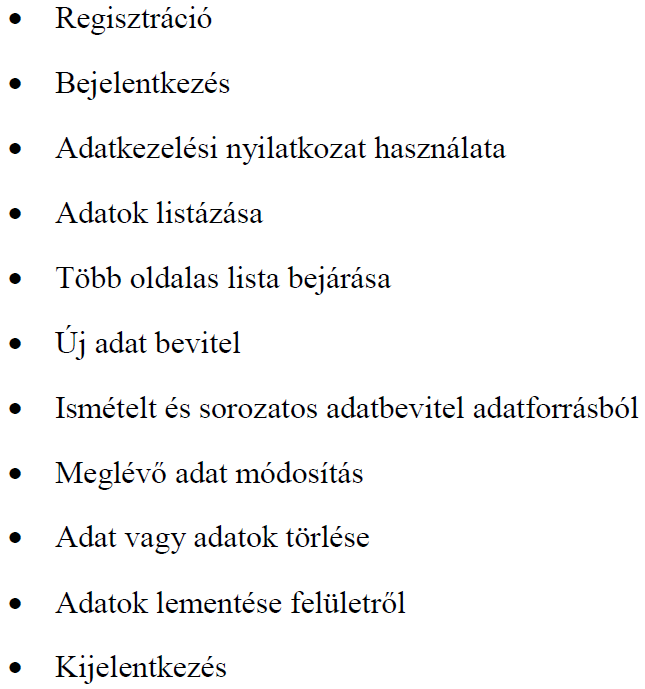 • Regisztráció
• Bejelentkezés
• Adatkezelési nyilatkozat használata
• Adatok listázása
• Több oldalas lista bejárása
• Új adat bevitel
• Ismételt és sorozatos adatbevitel adatforrásból
• Meglévő adat módosítás
• Adat vagy adatok törlése
• Adatok lementése felületről
• Kijelentkezés